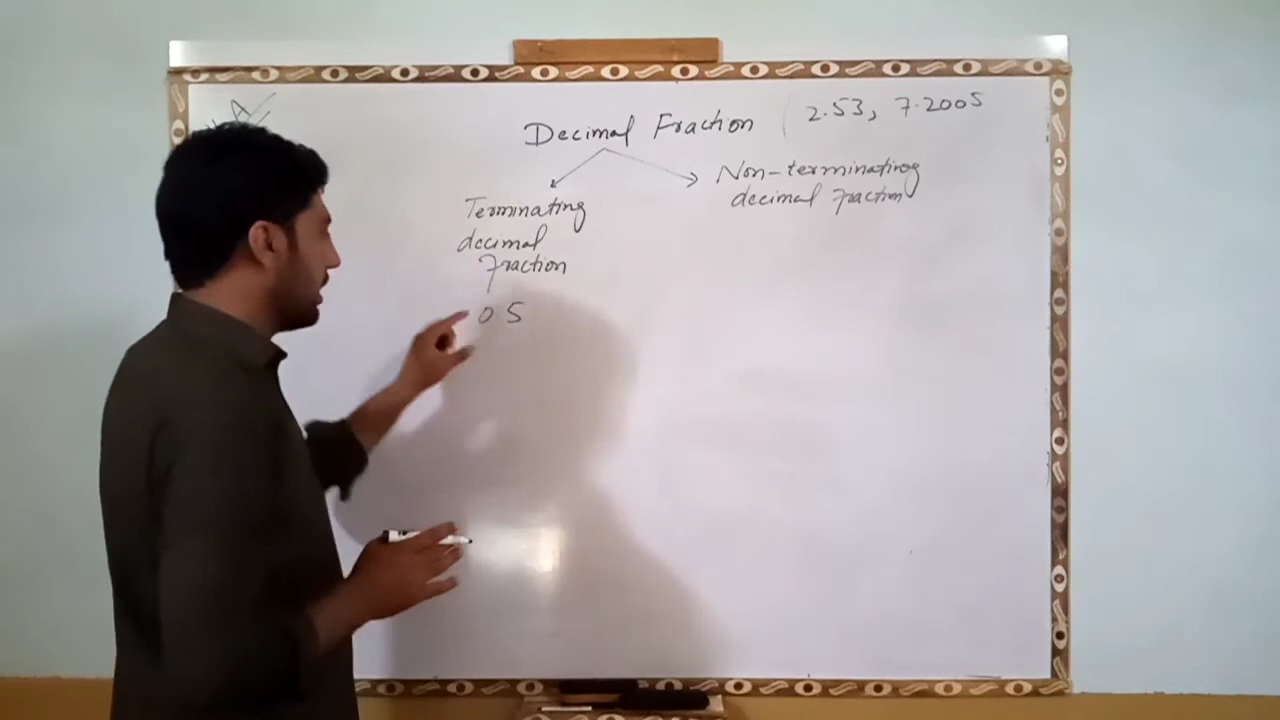 Decimal Fraction ( 2.53, 7.2005
Terminating
decimal
Fraction
Non-terminating
decimal Fraction
0 5